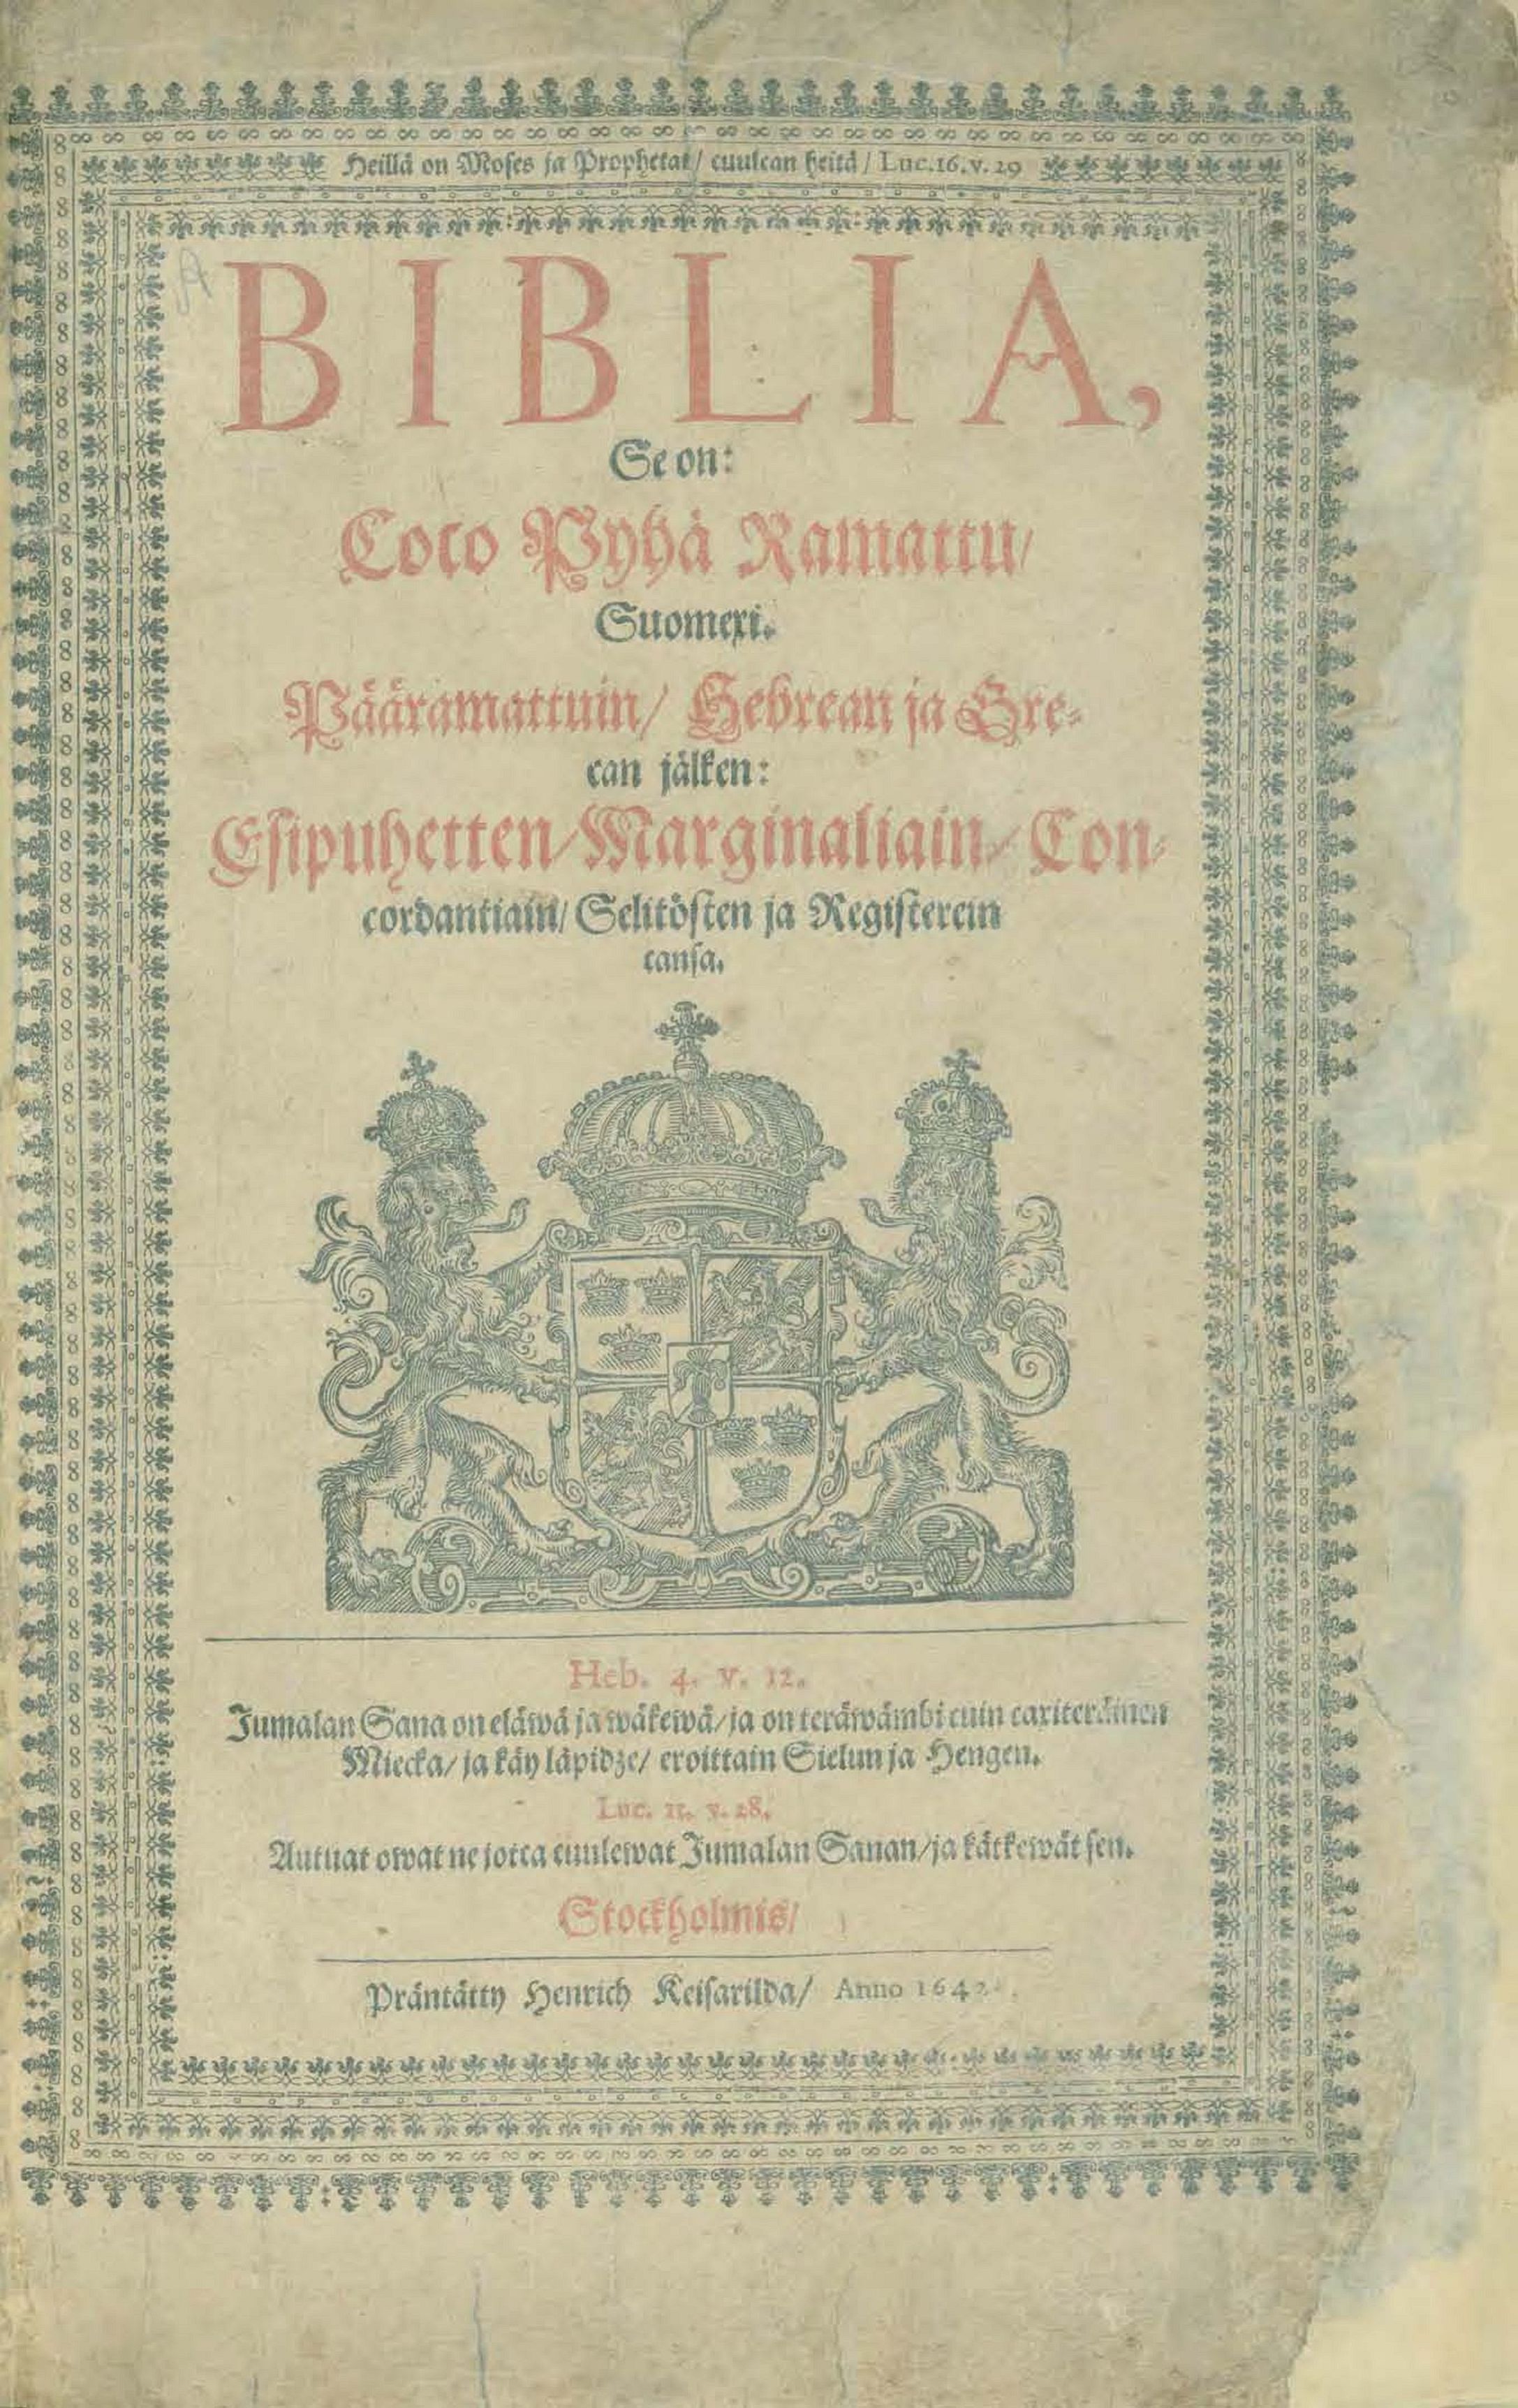 Heillä on Moses ja Prophetat/ cuulcan heitä/ Luc.16.v.29
BIBLIA,
Se on:
Coco Pyhä Ramattu/
Suomexi.
Pääramattuin/ Hebrean ja Gre-
can jälken:
Esipuhetten/ Marginaliain/ Con-
cordantiain/ Selitösten ja Registerein
cansa.
Heb. 4. v. 12.
Jumalan Sana on eläwä ja wäkewä/ ja on teräwämbi cuin caxiteräinen
Miecka/ ja käy läpidze/ eroittain Sielun ja Hengen.
Luc. 11. v. 28.
Autuat owat ne jotca cuulewat Jumalan Sanan/ ja kätkewät sen.
Stockholmis/
Präntätty Henrich Keisarilda/ Anno 1642.